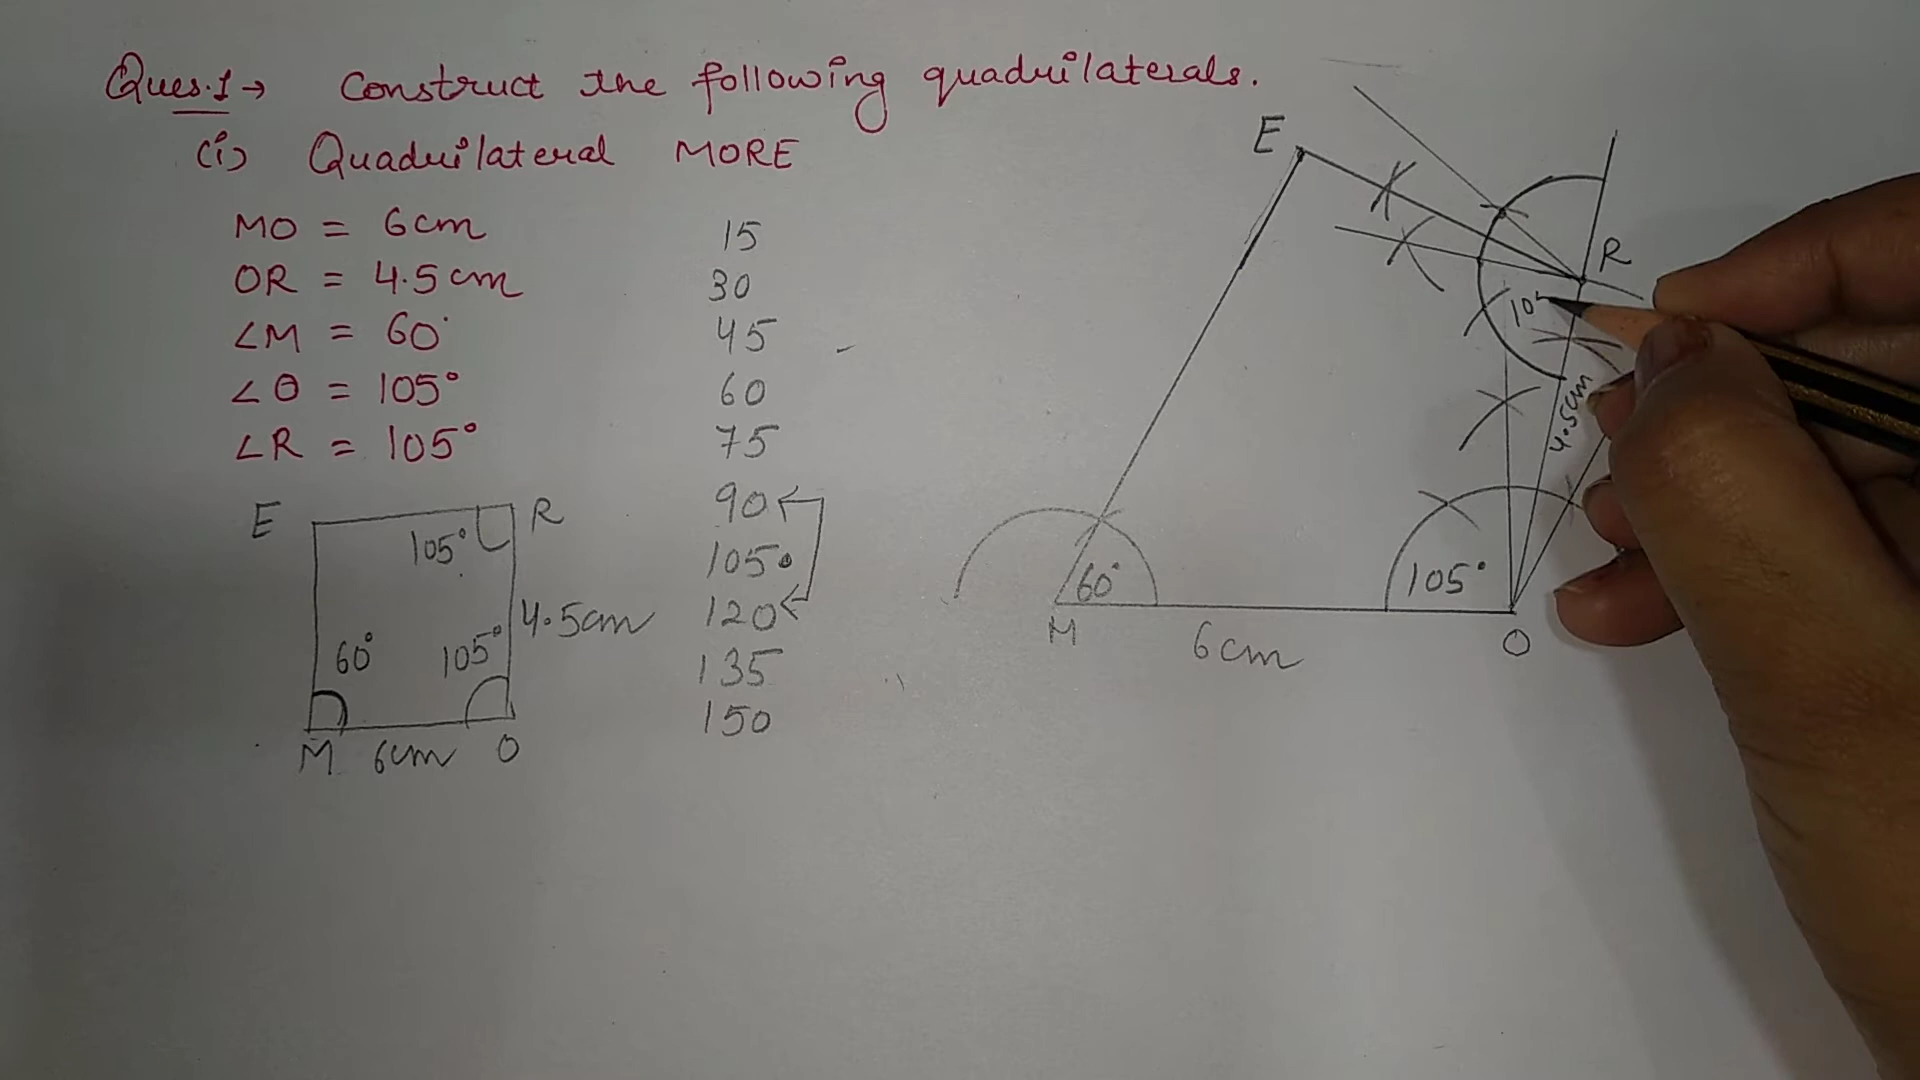 Ques.1→ Construct the following quadrilaterals.
(i) Quadrilateral MORE
MO = 6cm
OR = 4.5cm
∠M = 60°
∠O = 105°
∠R = 105°
15
30
45
60
75
90
105
120
135
150
E
R
105°
4.5cm
60°
105°
M
6cm
O
E
R
105
4.5cm
60°
105°
M
6cm
O